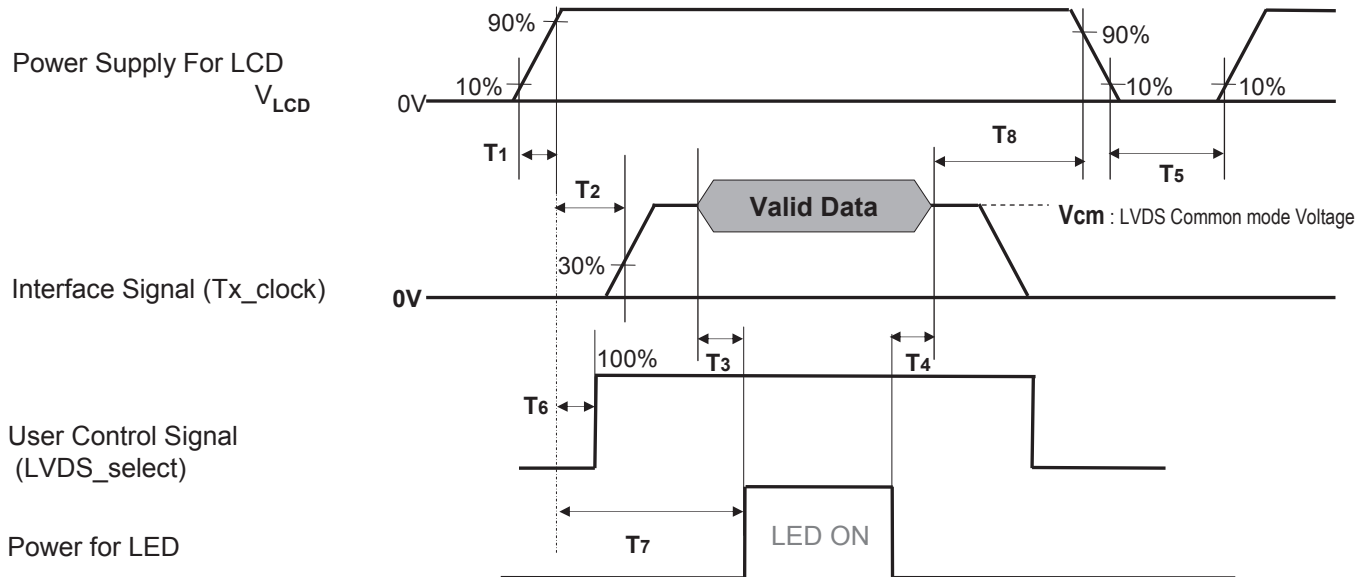 90%
90%
Power Supply For LCD
VLCD
10%
10%
10%
0V
T1
T8
T5
T2
Valid Data
Vcm : LVDS Common mode Voltage
30%
Interface Signal (Tx_clock)
0V
100%
T3
T4
T6
User Control Signal
(LVDS_select)
T7
LED ON
Power for LED